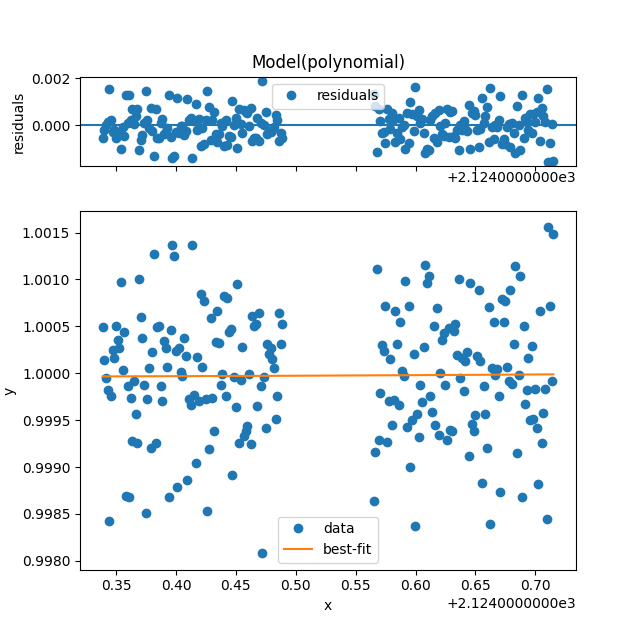 Model(polynomial)
0.002
0.000
residuals
residuals
+2.1240000000e3
1.0015
1.0010
1.0005
1.0000
0.9995
0.9990
0.9985
0.9980
y
data
best-fit
0.35 0.40 0.45 0.50 0.55 0.60 0.65 0.70
x
+2.1240000000e3